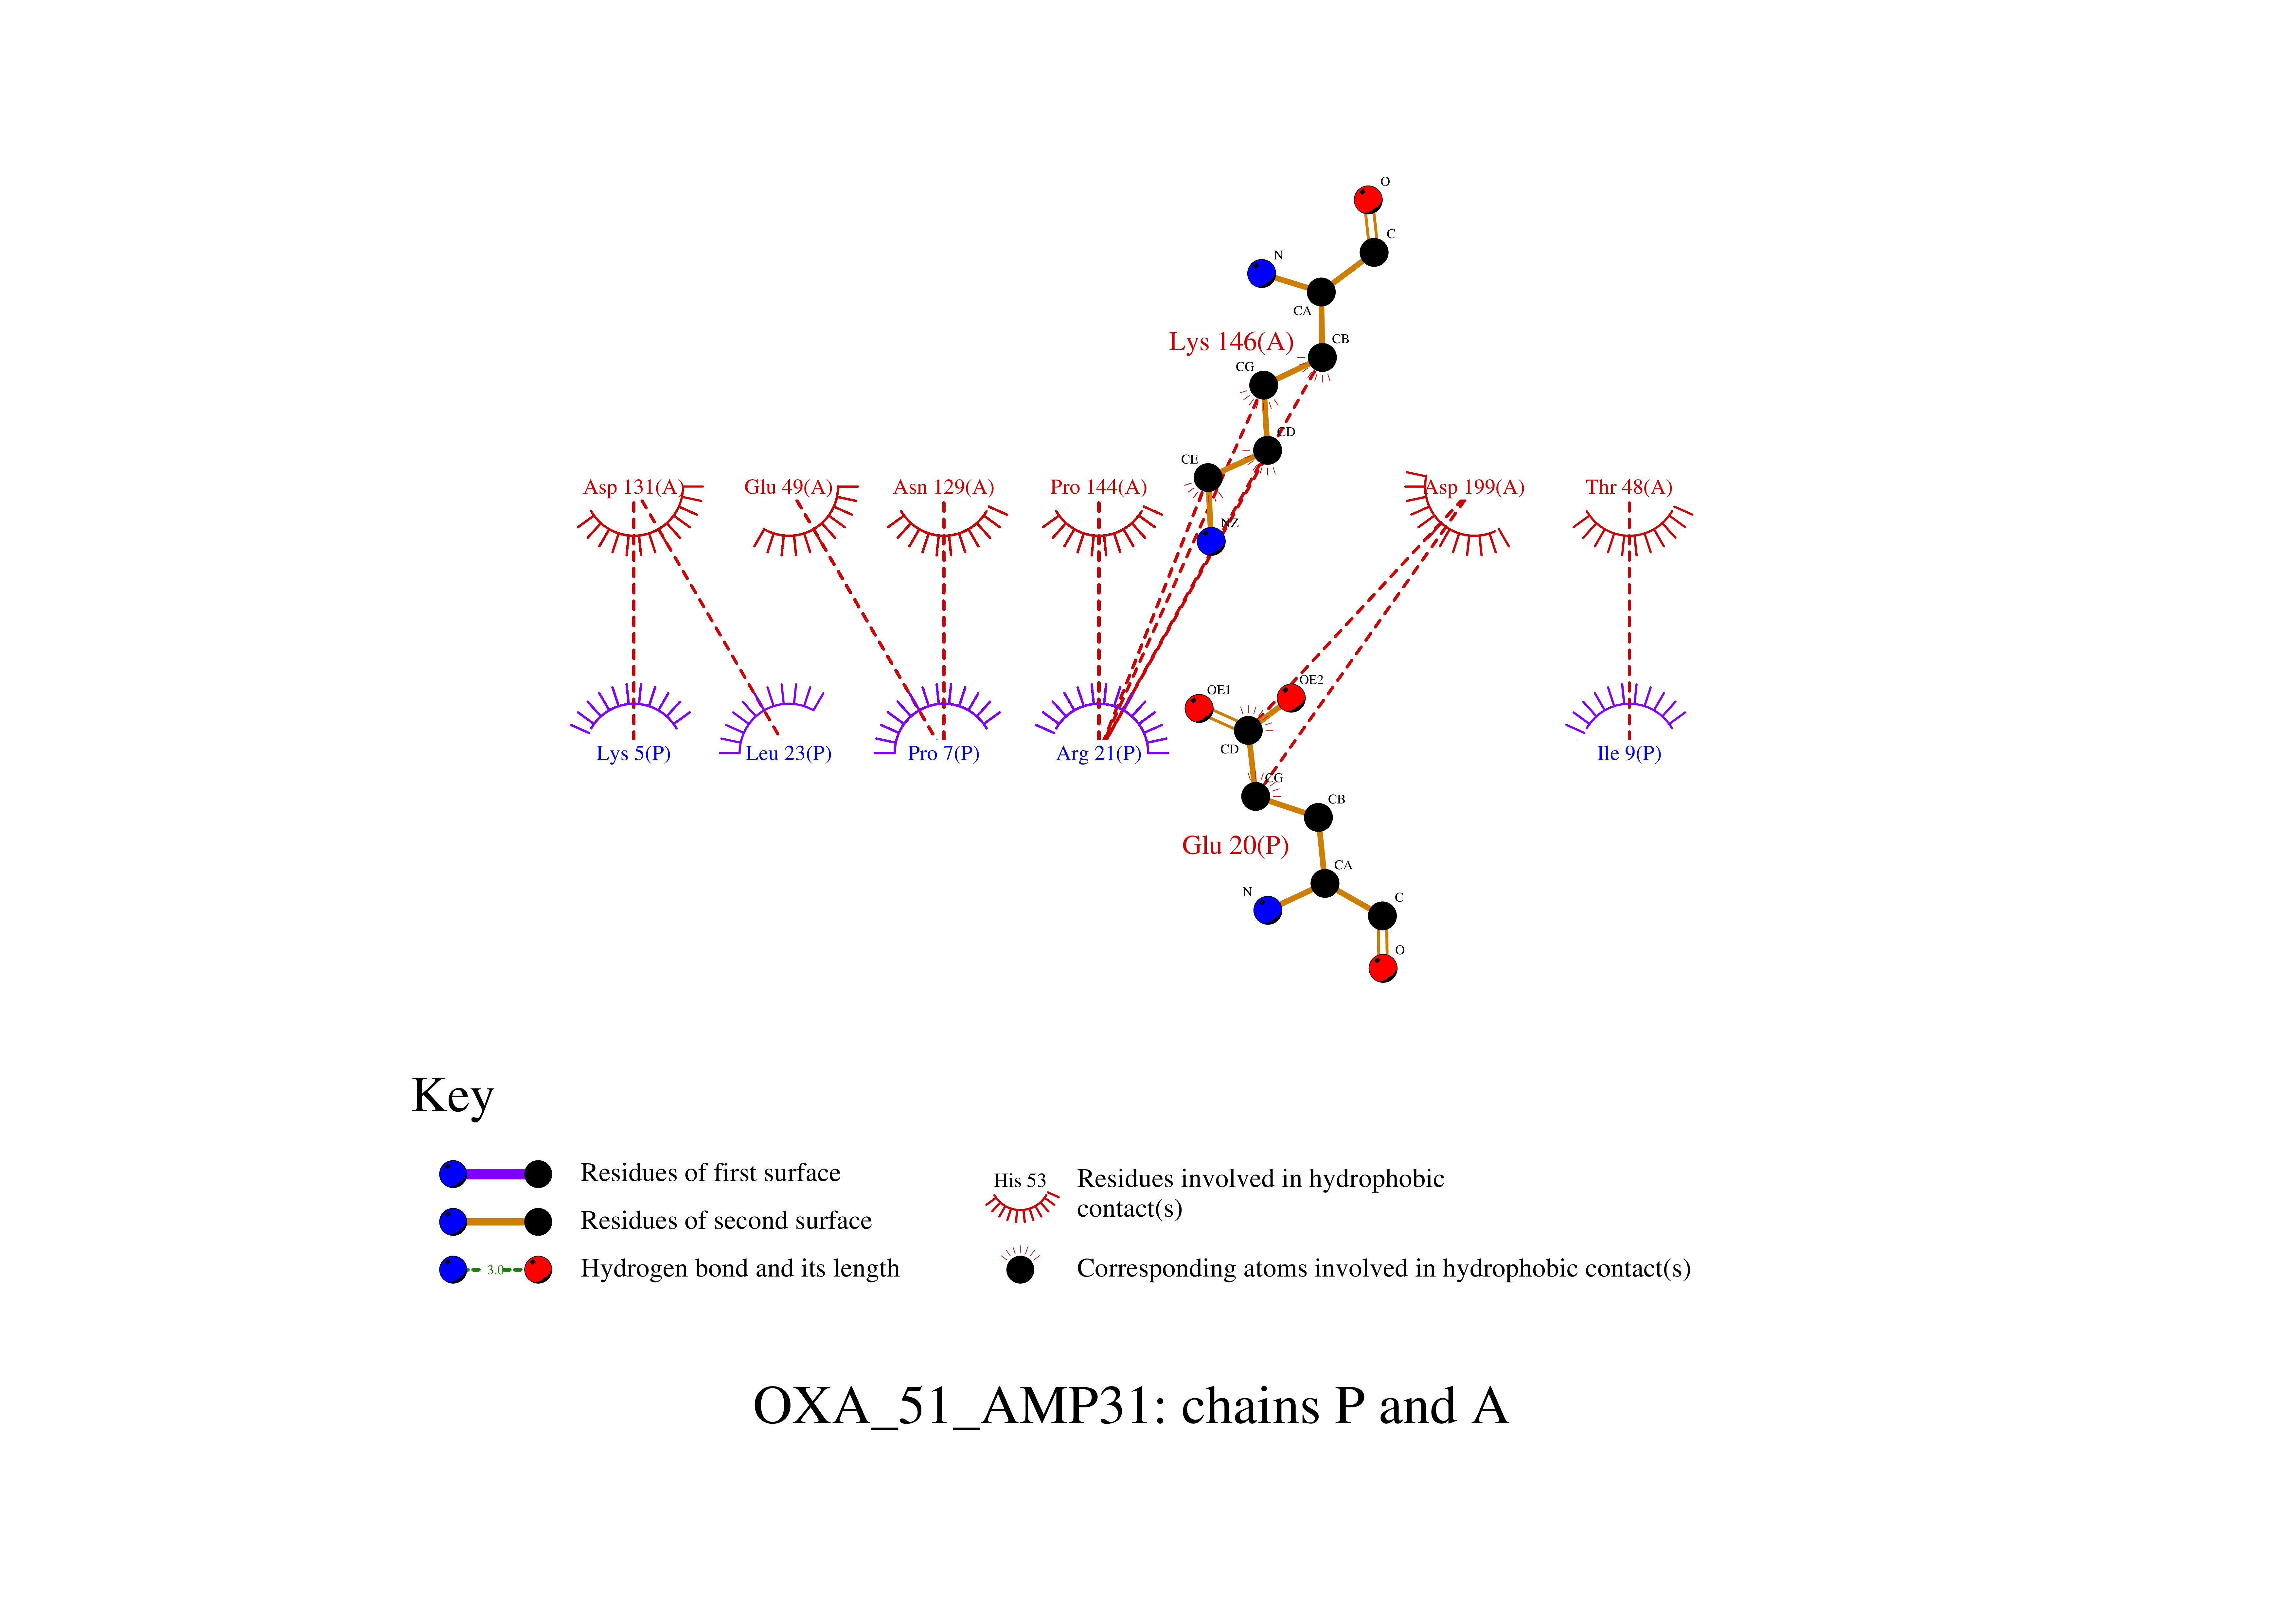 O
C
N
CA
CB
Lys 146(A)
CG
CD
CE
NZ
Asp 131(A)
Glu 49(A)
Asn 129(A)
Pro 144(A)
Asp 199(A)
Thr 48(A)
OE1
OE2
CD
Lys 5(P)
Leu 23(P)
Pro 7(P)
Arg 21(P)
Ile 9(P)
CG
CB
Glu 20(P)
CA
N
C
O
Key
Residues of first surface
Residues of second surface
3.0
Hydrogen bond and its length
His 53
Residues involved in hydrophobic
contact(s)
Corresponding atoms involved in hydrophobic contact(s)
OXA_51_AMP31: chains P and A